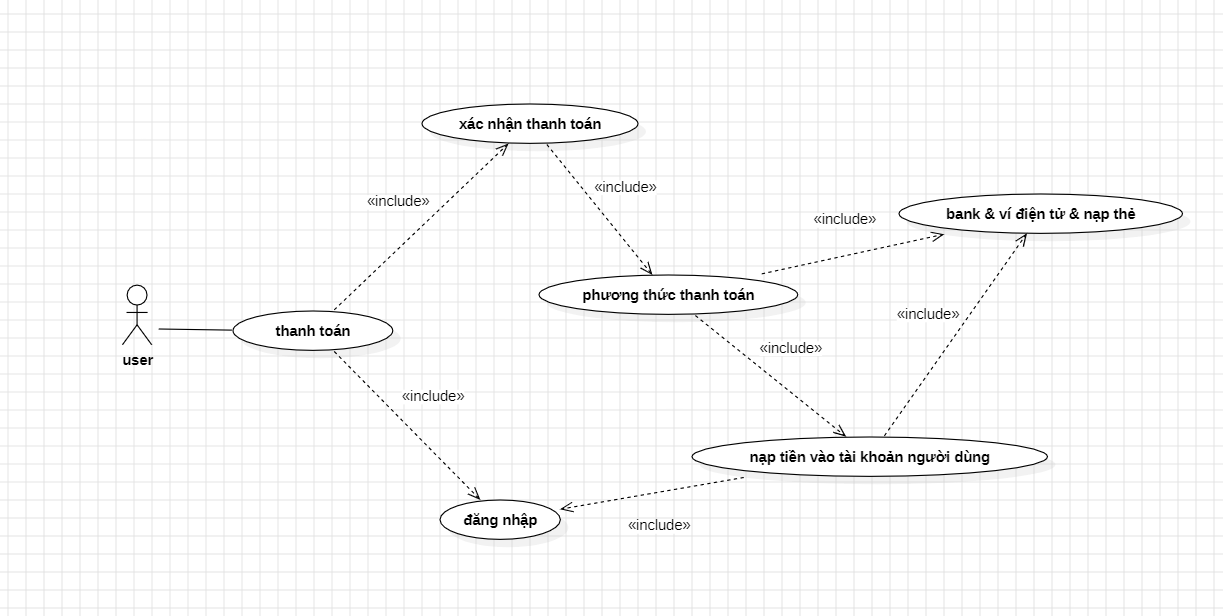 xác nhận thanh toán
«include»
«include»
bank & ví điện tử & nạp thẻ
«include»
phương thức thanh toán
«include»
thanh toán
«include»
user
«include»
nạp tiền vào tài khoản người dùng
đăng nhập
«include»